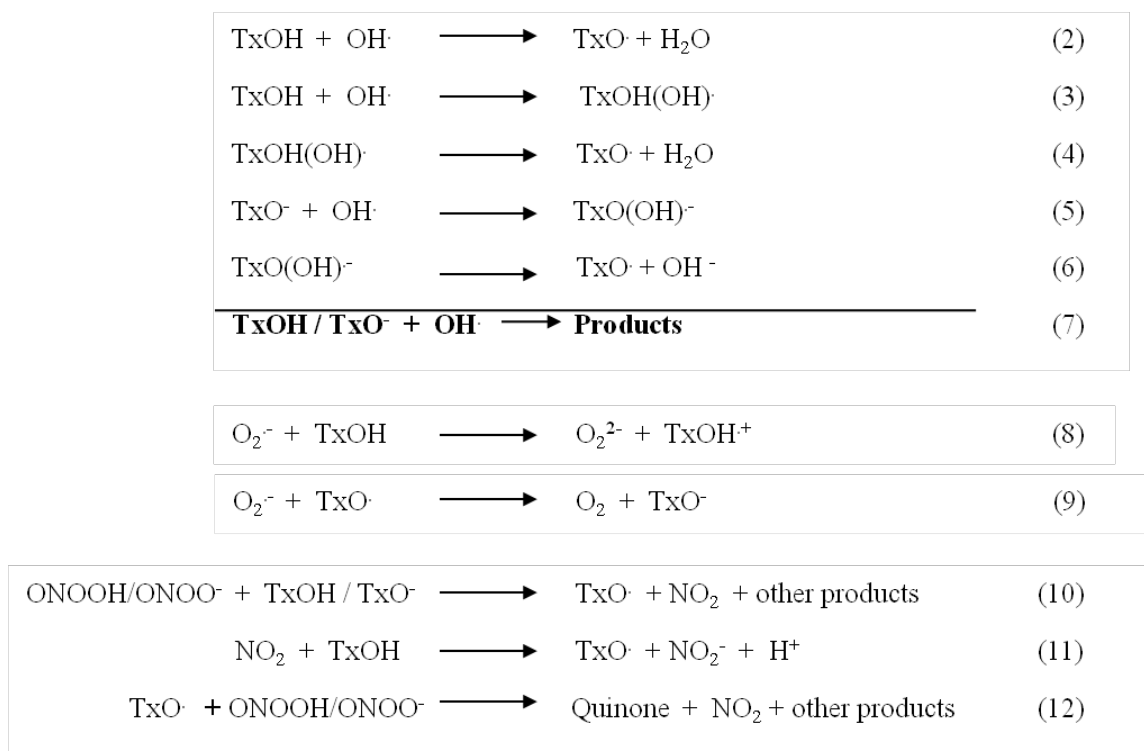 TxOH + OH· ⟶ TxO· + H₂O (2)
TxOH + OH· ⟶ TxOH(OH)· (3)
TxOH(OH)· ⟶ TxO· + H₂O (4)
TxO⁻ + OH· ⟶ TxO(OH)·⁻ (5)
TxO(OH)·⁻ ⟶ TxO· + OH ⁻ (6)
TxOH / TxO⁻ + OH· ⟶ Products (7)
O₂·⁻ + TxOH ⟶ O₂²⁻ + TxOH·⁺ (8)
O₂·⁻ + TxO· ⟶ O₂ + TxO⁻ (9)
ONOOH/ONOO⁻ + TxOH / TxO⁻ ⟶ TxO· + NO₂ + other products (10)
NO₂ + TxOH ⟶ TxO· + NO₂⁻ + H⁺ (11)
TxO· + ONOOH/ONOO⁻ ⟶ Quinone + NO₂ + other products (12)